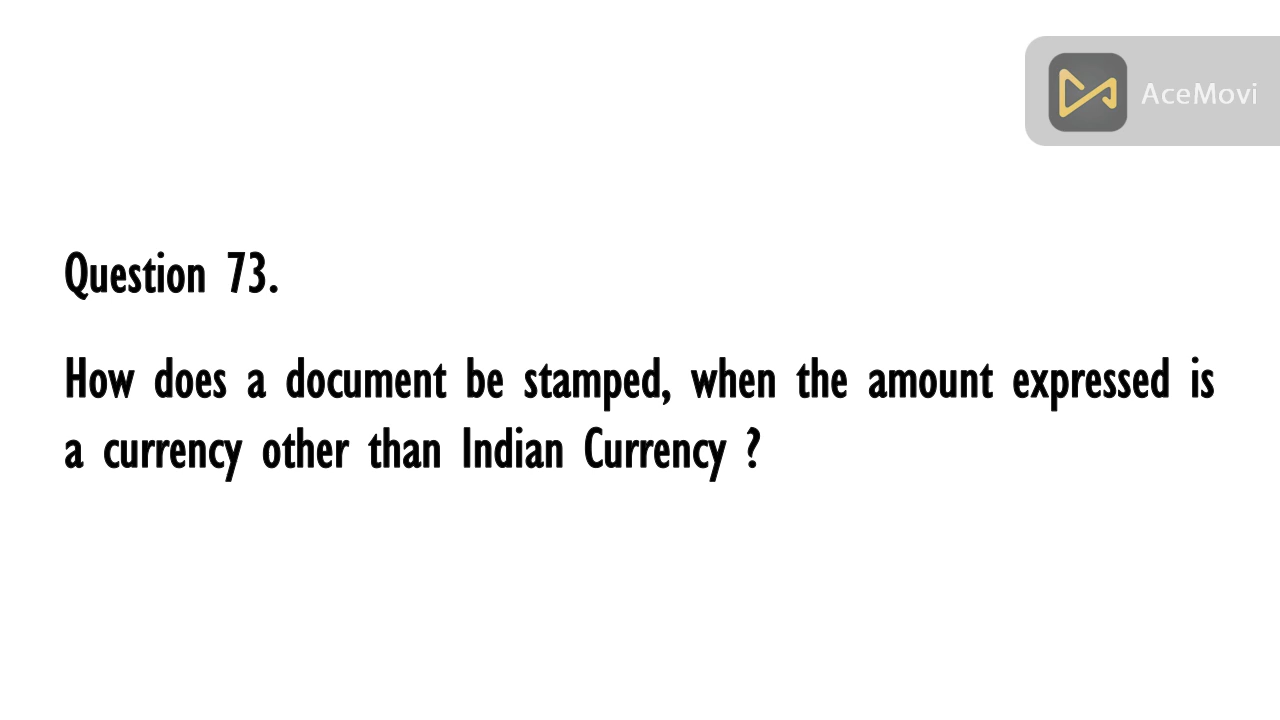 AceMovi
Question 73.
How does a document be stamped, when the amount expressed is
a currency other than Indian Currency ?